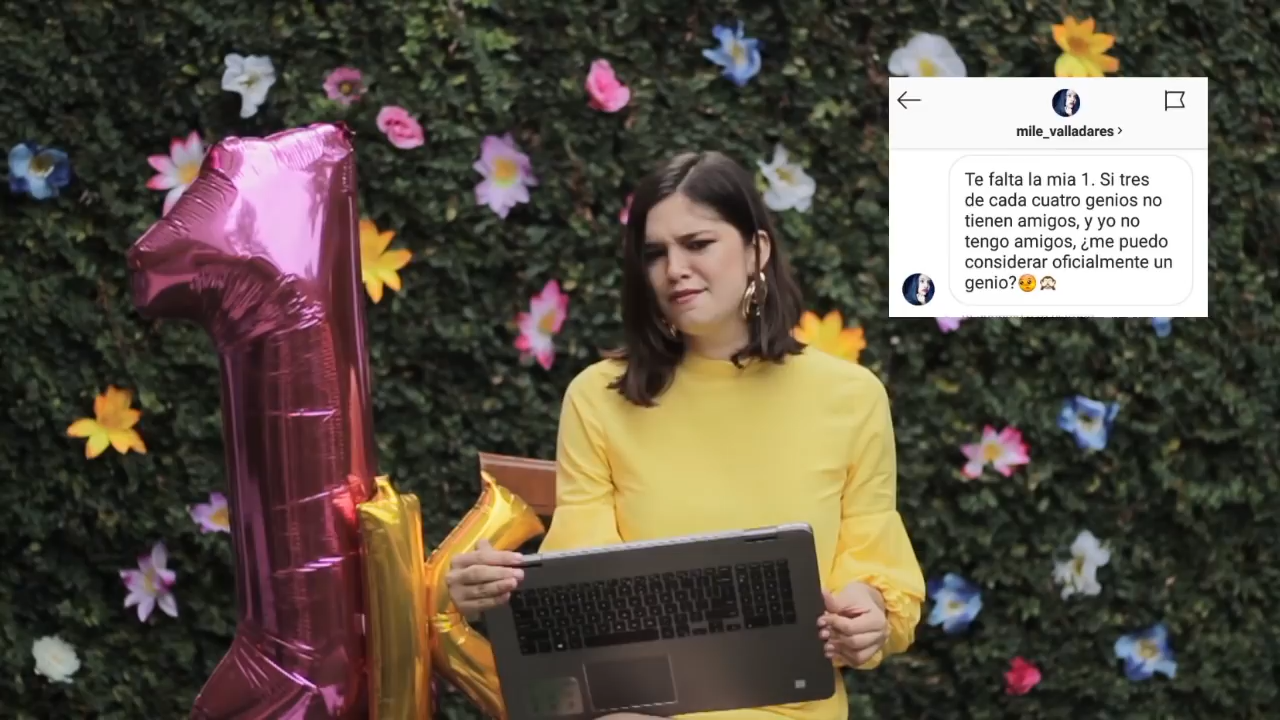 mile_valladares
Te falta la mia 1. Si tres
de cada cuatro genios no
tienen amigos, y yo no
tengo amigos, ¿me puedo
considerar oficialmente un
genio?🥴🙈